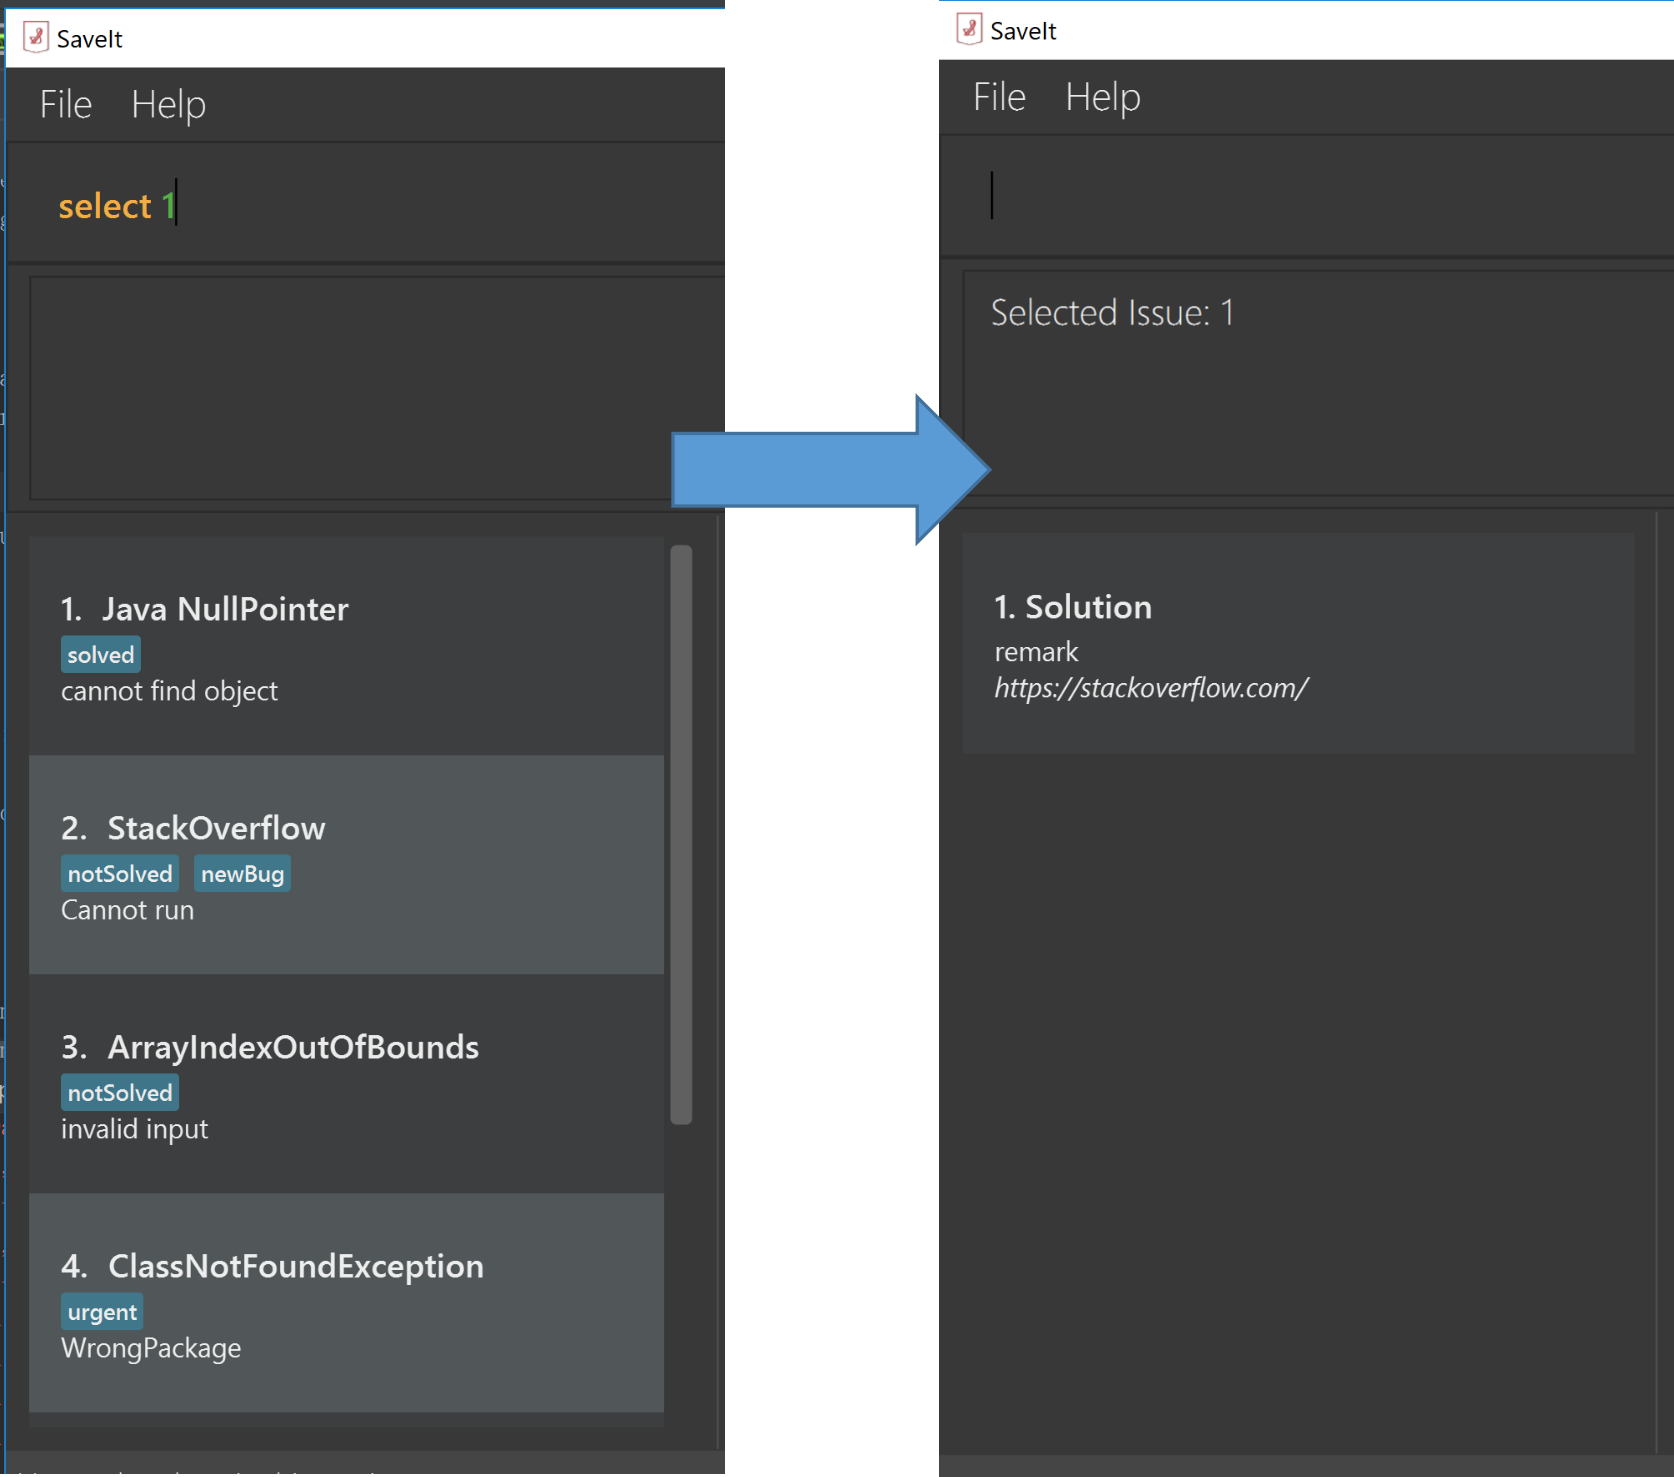 SaveIt
File Help
select 1
1. Java NullPointer
solved
cannot find object
2. StackOverflow
notSolved newBug
Cannot run
3. ArrayIndexOutOfBounds
notSolved
invalid input
4. ClassNotFoundException
urgent
WrongPackage
SaveIt
File Help
Selected Issue: 1
1. Solution
remark
https://stackoverflow.com/